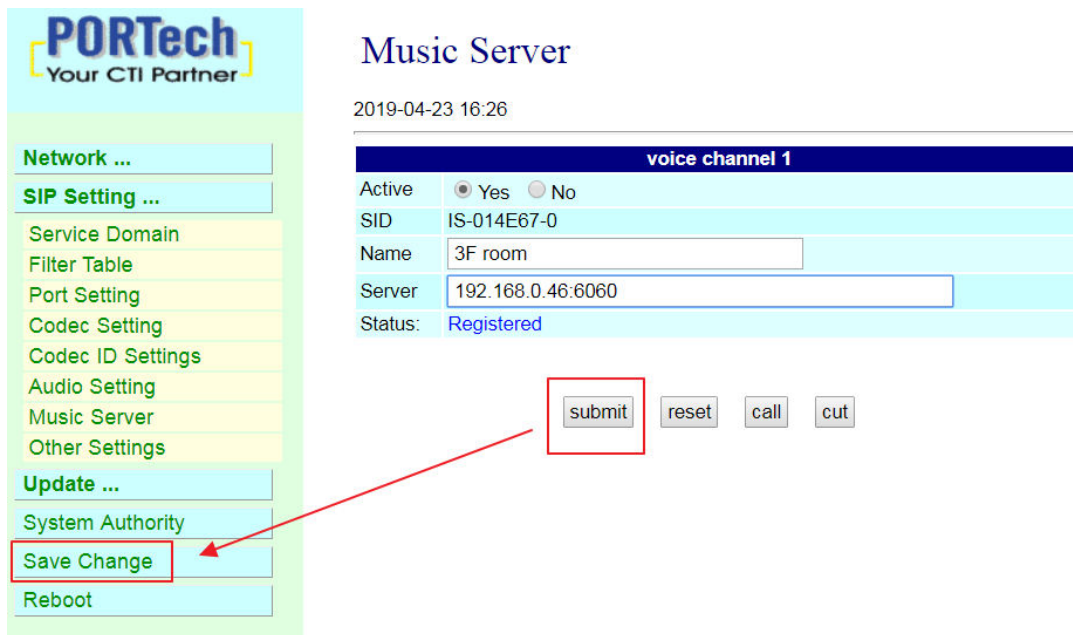 PORTech
Your CTI Partner
Network ...
SIP Setting ...
Service Domain
Filter Table
Port Setting
Codec Setting
Codec ID Settings
Audio Setting
Music Server
Other Settings
Update ...
System Authority
Save Change
Reboot
Music Server
2019-04-23 16:26
voice channel 1
Active Yes No
SID IS-014E67-0
Name 3F room
Server 192.168.0.46:6060
Status: Registered
submit reset call cut